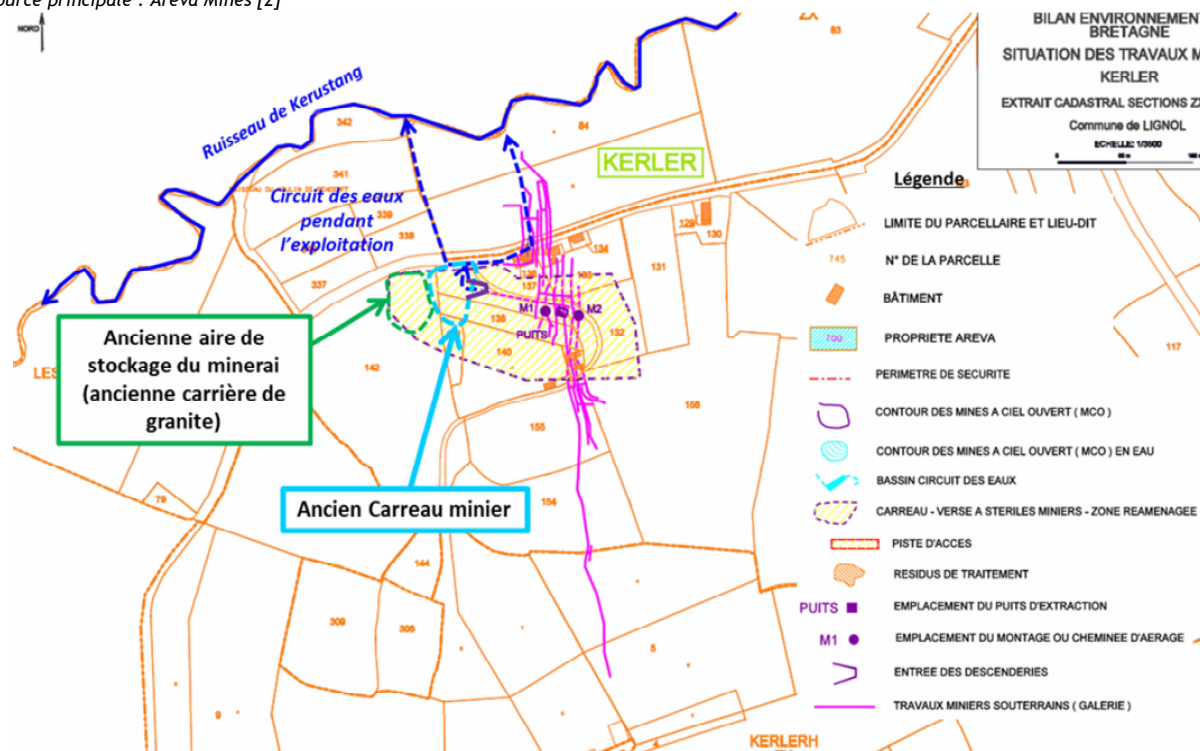 ource principale : Areva Mines [2]
NORD
ZX
83
BILAN ENVIRONNEME
BRETAGNE
SITUATION DES TRAVAUX M
KERLER
EXTRAIT CADASTRAL SECTIONS Z
Commune de LIGNOL
ECHELLE: 1/3500
Ruisseau de Kerustang
342
84
KERLER
341
Circuit des eaux
pendant
l'exploitation
339
338
337
129
130
134
131
137
M1
M2
PUITS
138
132
140
142
LES
156
155
154
79
144
309
308
9
5
4
117
KERLERH
Ancienne aire de
stockage du minerai
(ancienne carrière de
granite)
Ancien Carreau minier
Légende
LIMITE DU PARCELLAIRE ET LIEU-DIT
745
N° DE LA PARCELLE
BÂTIMENT
700
PROPRIETE AREVA
PERIMETRE DE SECURITE
CONTOUR DES MINES A CIEL OUVERT ( MCO )
CONTOUR DES MINES A CIEL OUVERT ( MCO ) EN EAU
BASSIN CIRCUIT DES EAUX
CARREAU - VERSE A STERILES MINIERS - ZONE REAMENAGEE
PISTE D'ACCES
RESIDUS DE TRAITEMENT
PUITS
EMPLACEMENT DU PUITS D'EXTRACTION
M1
EMPLACEMENT DU MONTAGE OU CHEMINEE D'AERAGE
ENTREE DES DESCENDERIES
TRAVAUX MINIERS SOUTERRAINS ( GALERIE )